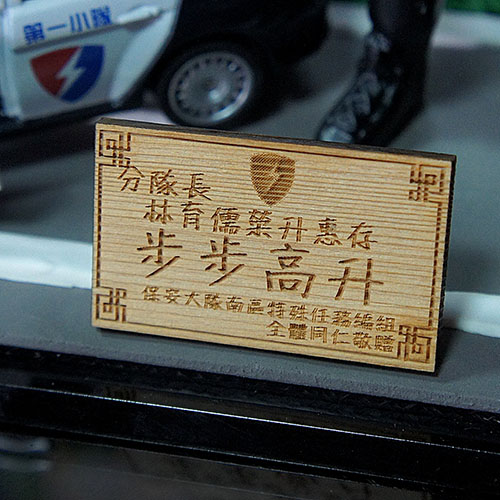 第一小隊
分隊長
林育儒榮升惠存
步步高升
保安大隊南區特殊任務編組
全體同仁敬贈